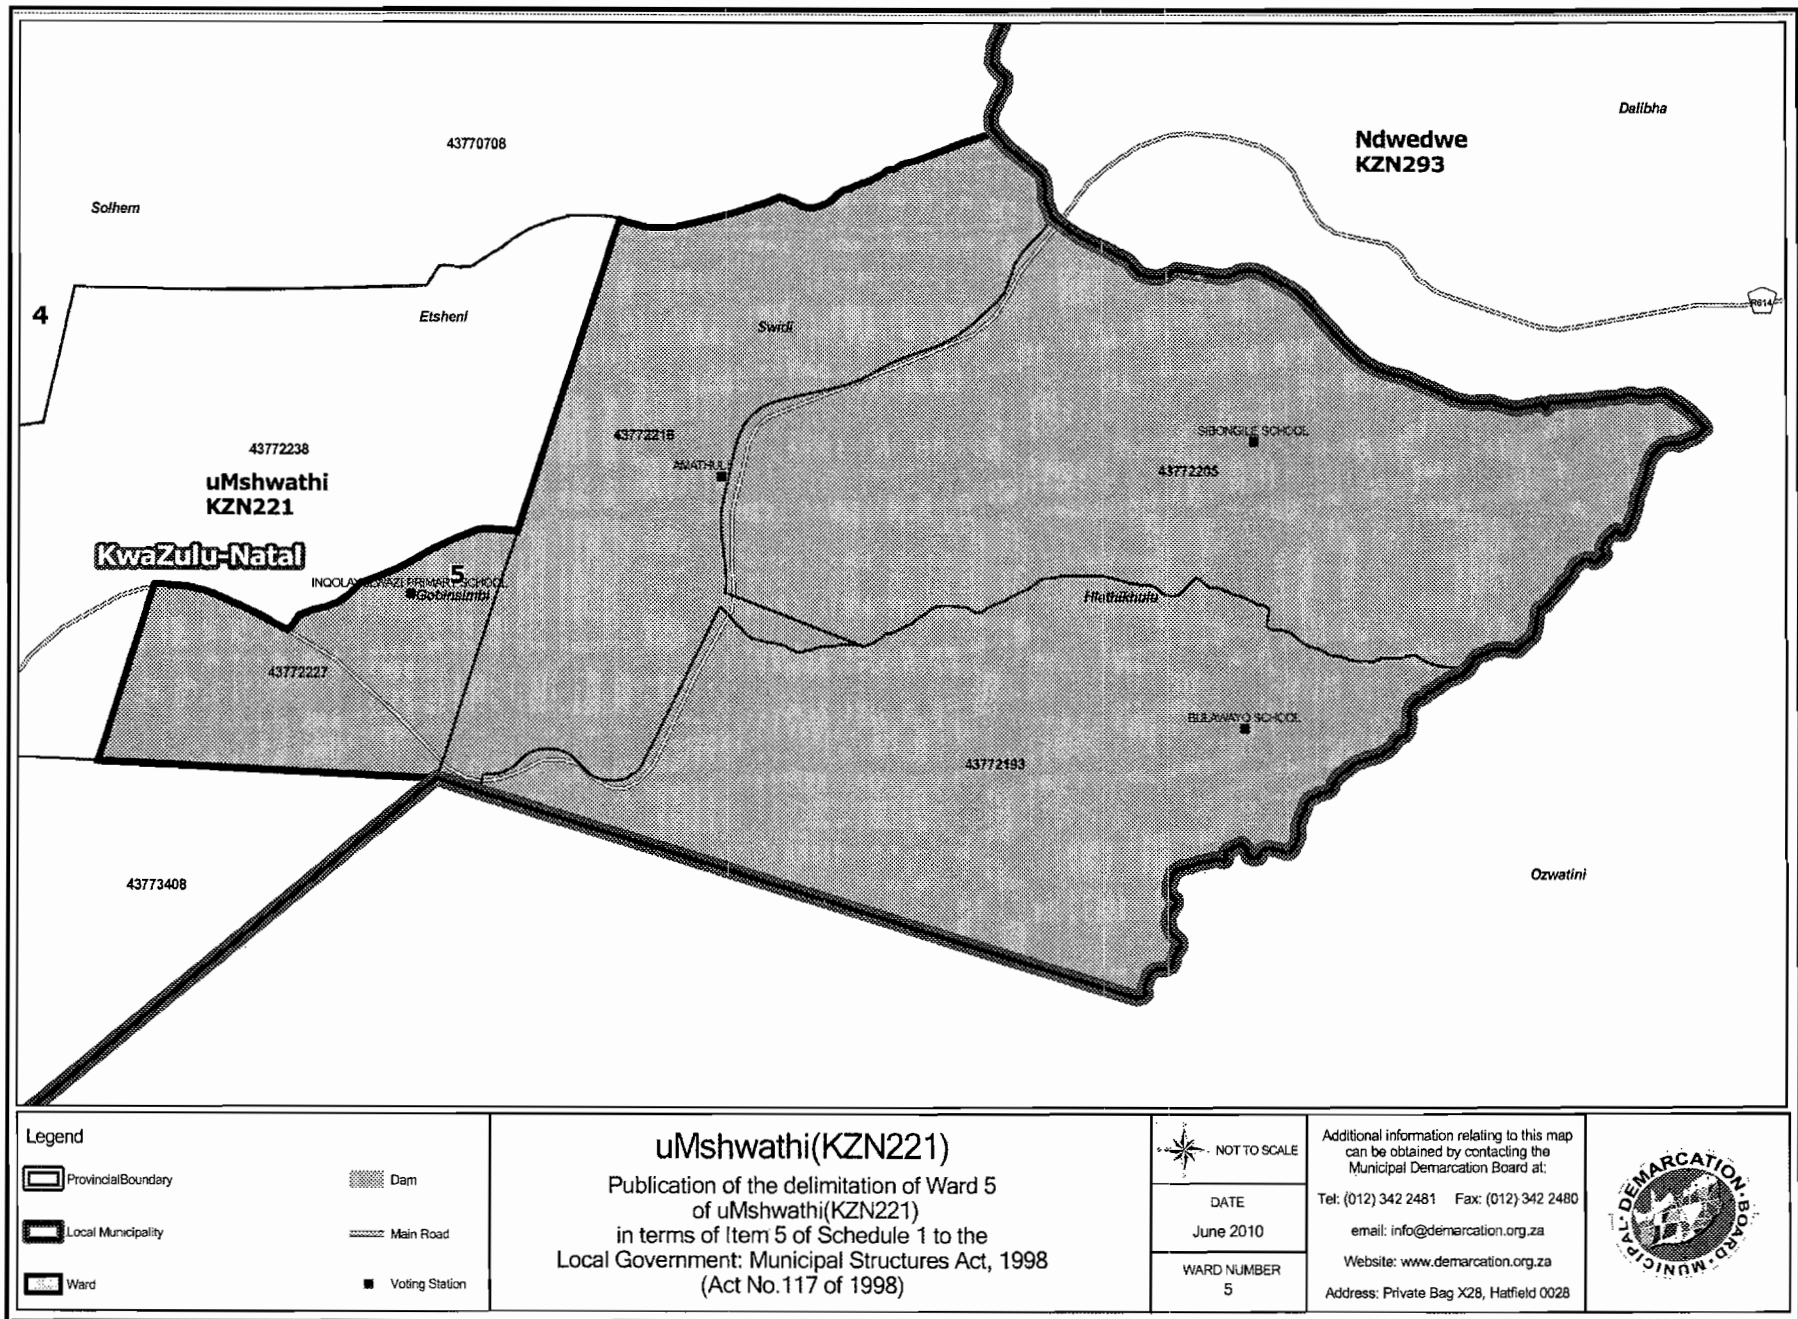 Dalibha
Ndwedwe
KZN293
43770708
Solhem
R614
4
Etsheni
Swidi
43772216
SIBONGILE SCHOOL
43772238
AMATHULI
43772205
uMshwathi
KZN221
KwaZulu-Natal
5
PRIMARY SCHOOL
Gobinsimbi
Hlathikhulu
43772227
BULAWAYO SCHOOL
43772193
43773408
Ozwatini
Legend
ProvincialBoundary
Dam
Local Municipality
Main Road
Ward
Voting Station
uMshwathi(KZN221)
Publication of the delimitation of Ward 5
of uMshwathi(KZN221)
in terms of Item 5 of Schedule 1 to the
Local Government: Municipal Structures Act, 1998
(Act No.117 of 1998)
NOT TO SCALE
DATE
June 2010
WARD NUMBER
5
Additional information relating to this map
can be obtained by contacting the
Municipal Demarcation Board at:
Tel: (012) 342 2481 Fax: (012) 342 2480
email: info@demarcation.org.za
Website: www.demarcation.org.za
Address: Private Bag X28, Hatfield 0028
MUNICIPAL DEMARCATION BOARD